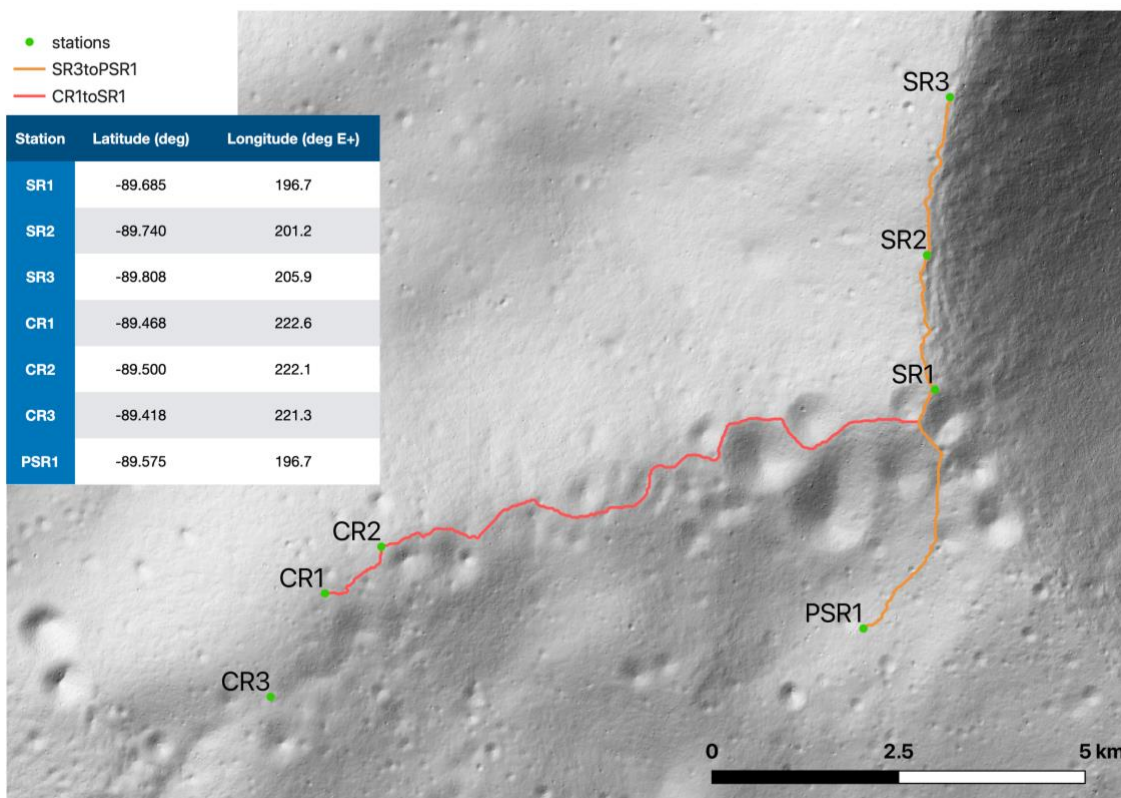 stations
SR3toPSR1
CR1toSR1
Station Latitude (deg) Longitude (deg E+)
SR1 -89.685 196.7
SR2 -89.740 201.2
SR3 -89.808 205.9
CR1 -89.468 222.6
CR2 -89.500 222.1
CR3 -89.418 221.3
PSR1 -89.575 196.7
SR3
SR2
SR1
CR2
CR1
PSR1
CR3
0 2.5 5 km